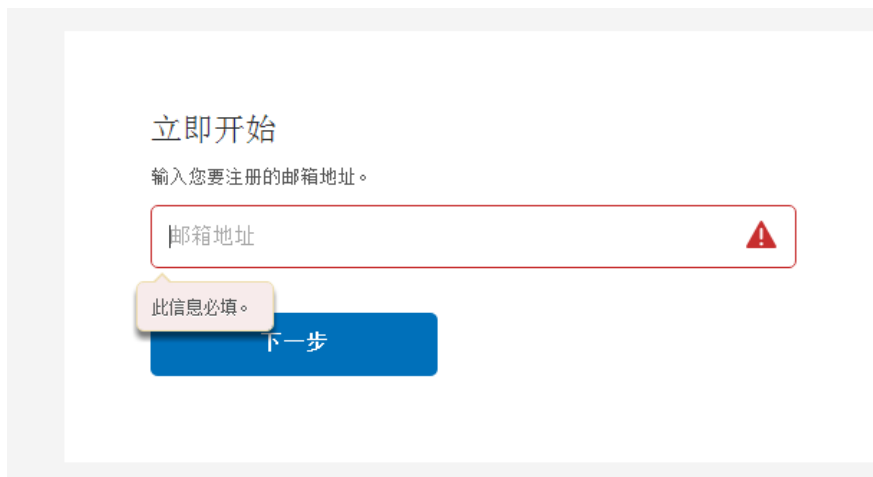 立即开始
输入您要注册的邮箱地址。
邮箱地址
此信息必填。
下一步